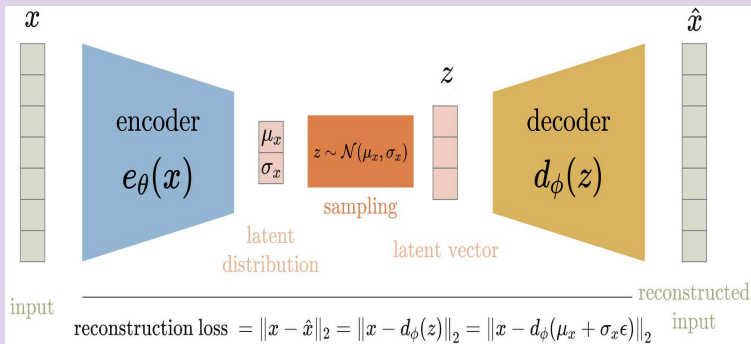 x
x̂
z
encoder
e_θ(x)
μ_x
σ_x
z ∼ 𝒩(μ_x, σ_x)
decoder
d_ϕ(z)
sampling
latent
distribution
latent vector
input
reconstructed
input
reconstruction loss = ‖x − x̂‖₂ = ‖x − d_ϕ(z)‖₂ = ‖x − d_ϕ(μ_x + σ_xϵ)‖₂